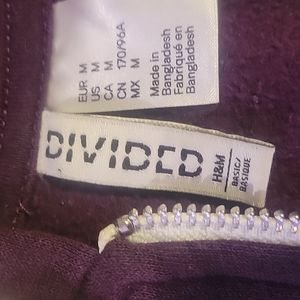 EUR M
US M
CA M
CN 170/96A
MX M
Made in
Bangladesh
Fabriqué en
Bangladesh
DIVIDED
H&M
BASIC/
BASIQUE